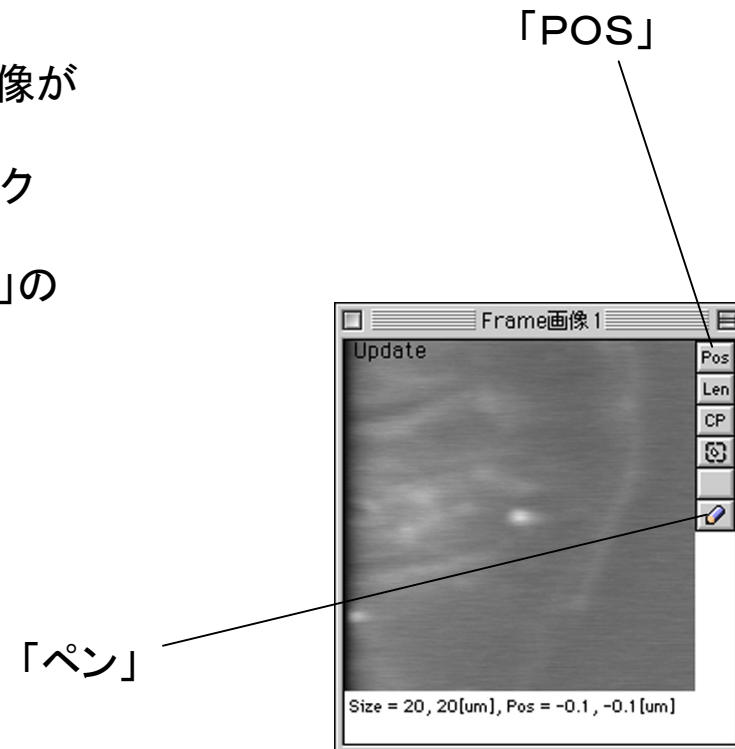 「POS」
像が
ク
」の
Frame画像1
Update
Pos
Len
CP
「ペン」
Size = 20, 20[um], Pos = -0.1, -0.1[um]